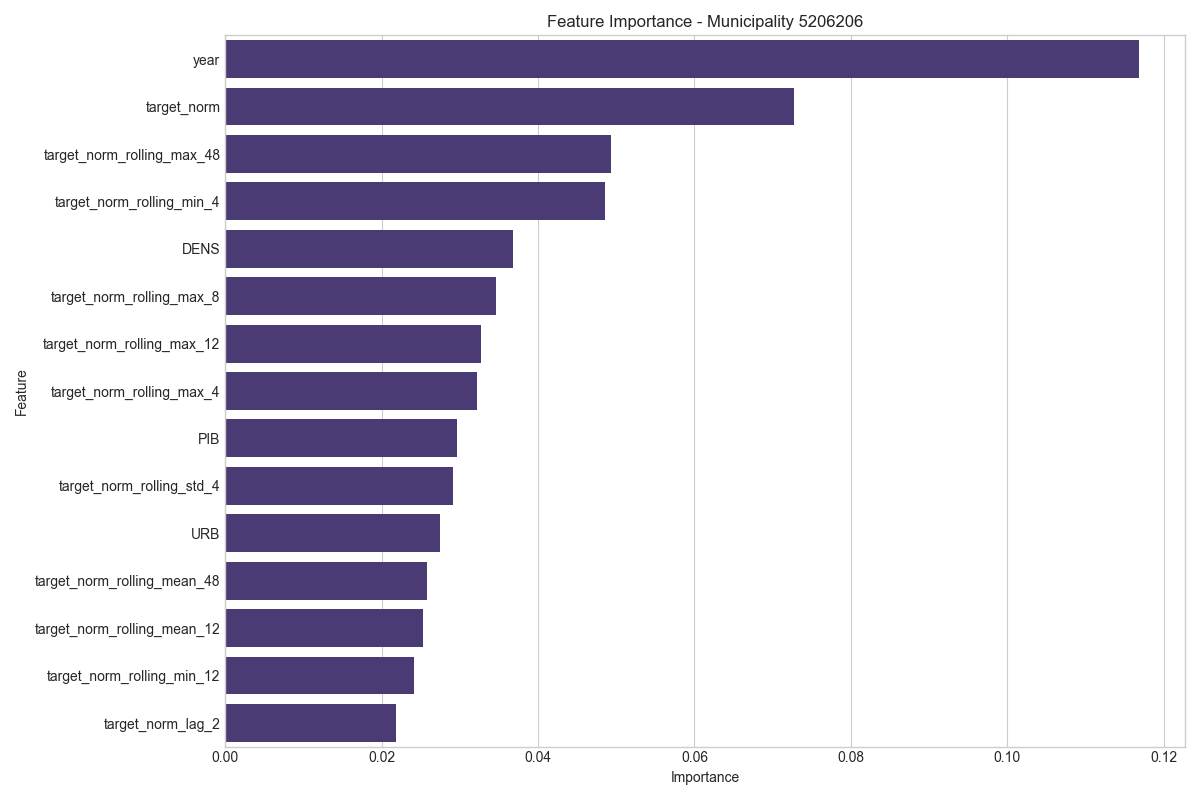 Feature Importance - Municipality 5206206
year
target_norm
target_norm_rolling_max_48
target_norm_rolling_min_4
DENS
target_norm_rolling_max_8
target_norm_rolling_max_12
target_norm_rolling_max_4
PIB
target_norm_rolling_std_4
URB
target_norm_rolling_mean_48
target_norm_rolling_mean_12
target_norm_rolling_min_12
target_norm_lag_2
Feature
0.00 0.02 0.04 0.06 0.08 0.10 0.12
Importance